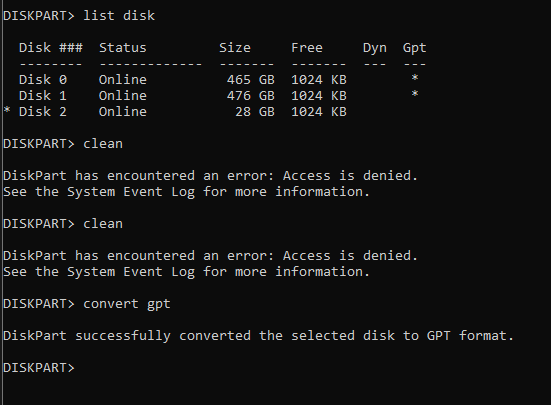 DISKPART> list disk
  Disk ###  Status         Size     Free     Dyn  Gpt
  --------  -------------  -------  -------  ---  ---
  Disk 0    Online          465 GB  1024 KB        *
  Disk 1    Online          476 GB  1024 KB        *
* Disk 2    Online           28 GB  1024 KB
DISKPART> clean
DiskPart has encountered an error: Access is denied.
See the System Event Log for more information.
DISKPART> clean
DiskPart has encountered an error: Access is denied.
See the System Event Log for more information.
DISKPART> convert gpt
DiskPart successfully converted the selected disk to GPT format.
DISKPART>